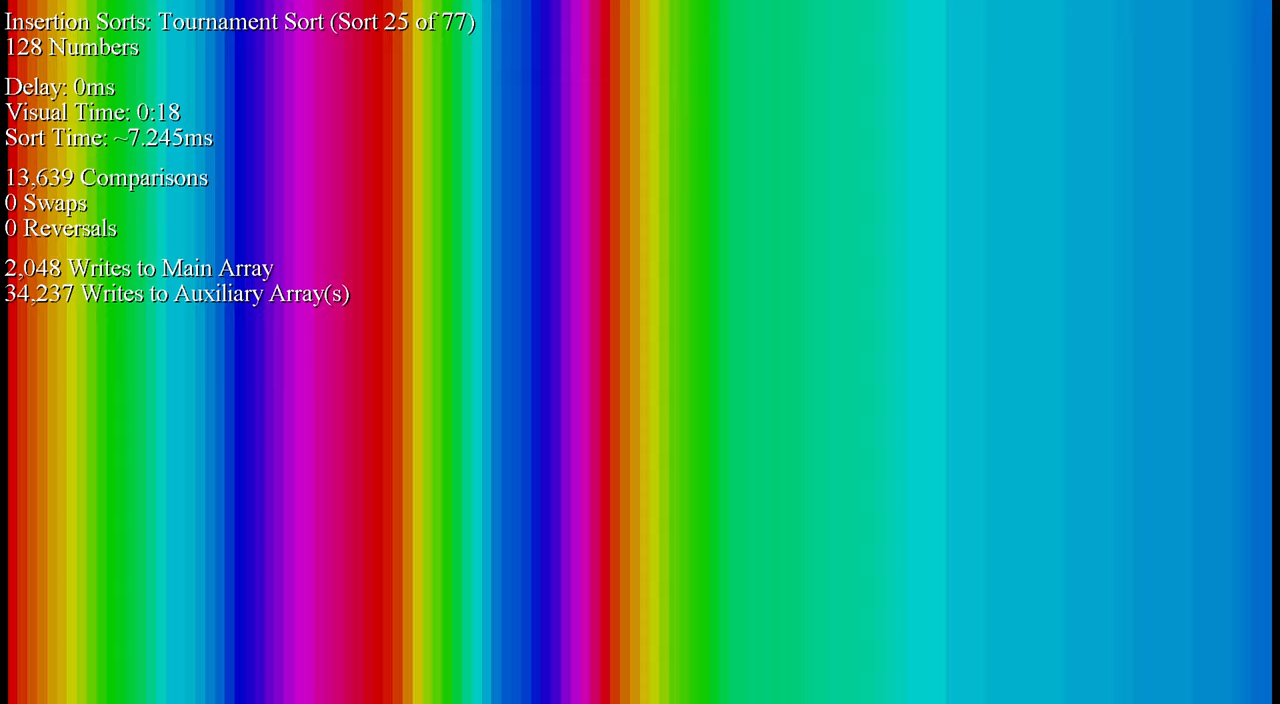 Insertion Sorts: Tournament Sort (Sort 25 of 77)
128 Numbers
Delay: 0ms
Visual Time: 0:18
Sort Time: ~7.245ms
13,639 Comparisons
0 Swaps
0 Reversals
2,048 Writes to Main Array
34,237 Writes to Auxiliary Array(s)